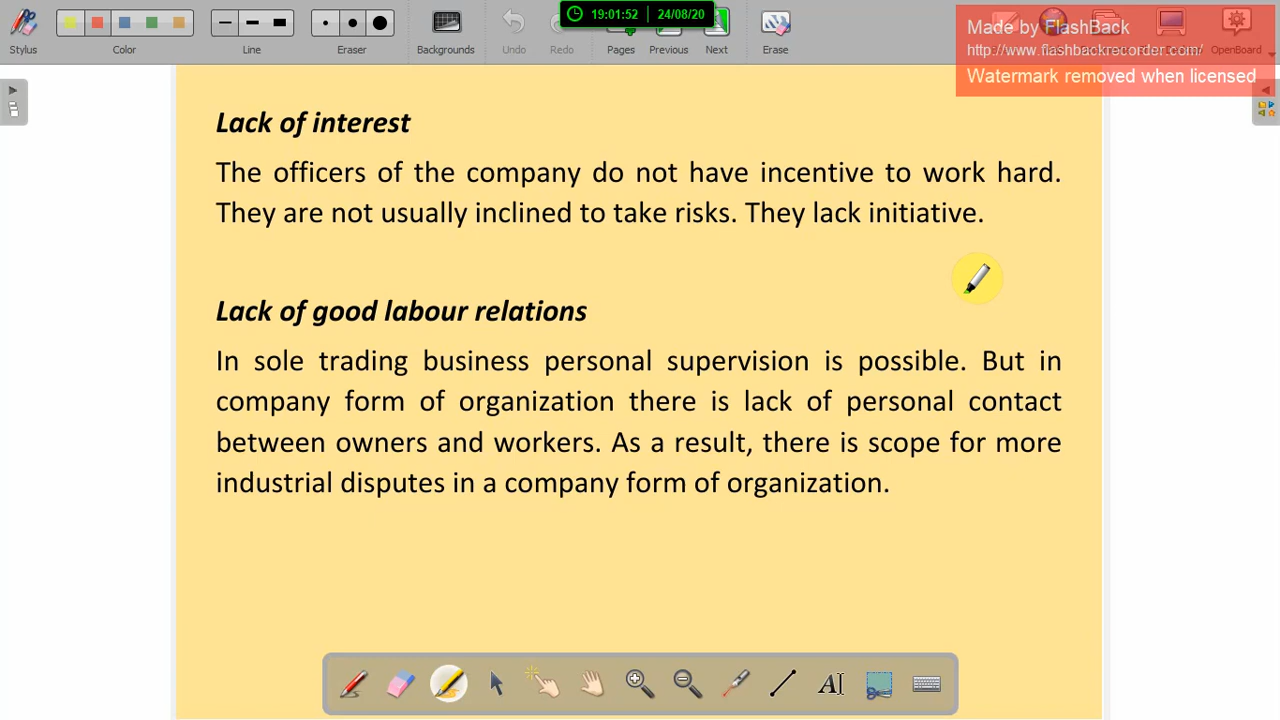 19:01:52 24/08/20
Made by FlashBack
http://www.flashbackrecorder.com/
Watermark removed when licensed
Stylus Color Line Eraser Backgrounds Undo Redo Pages Previous Next Erase OpenBoard
Lack of interest
The officers of the company do not have incentive to work hard.
They are not usually inclined to take risks. They lack initiative.
Lack of good labour relations
In sole trading business personal supervision is possible. But in
company form of organization there is lack of personal contact
between owners and workers. As a result, there is scope for more
industrial disputes in a company form of organization.
AI